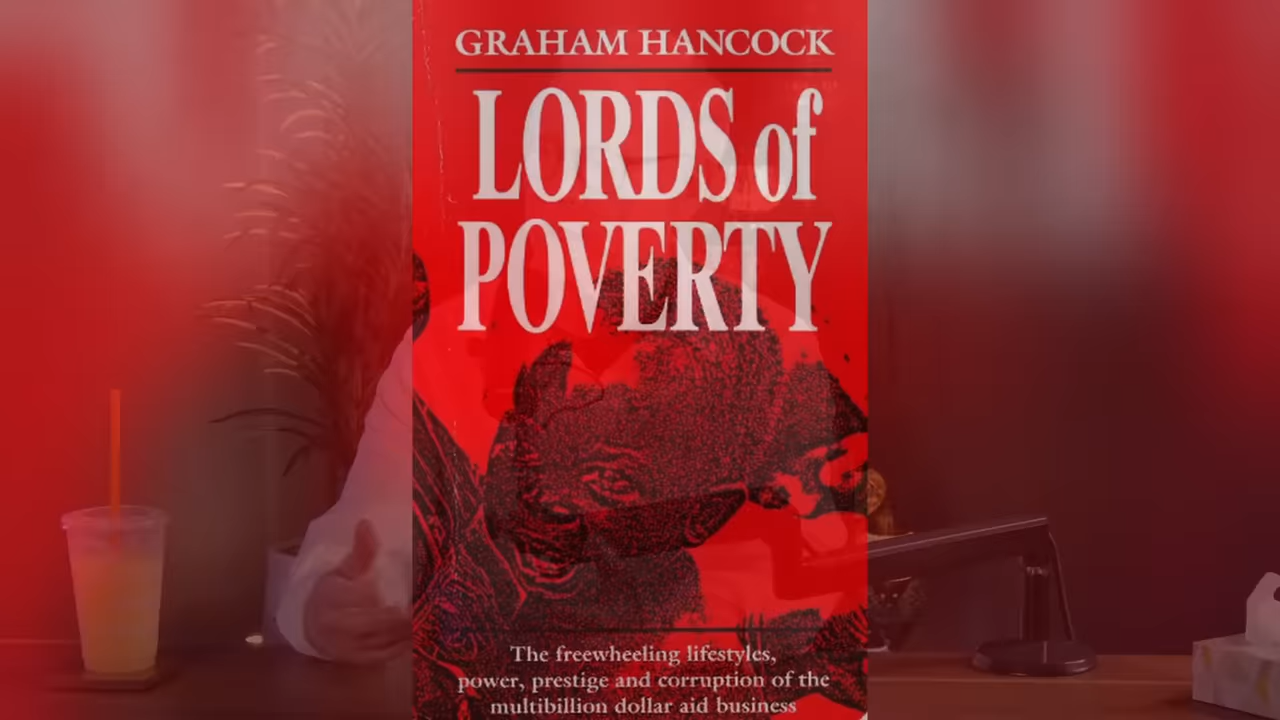 GRAHAM HANCOCK
LORDS of
POVERTY
The freewheeling lifestyles,
power, prestige and corruption of the
multibillion dollar aid business